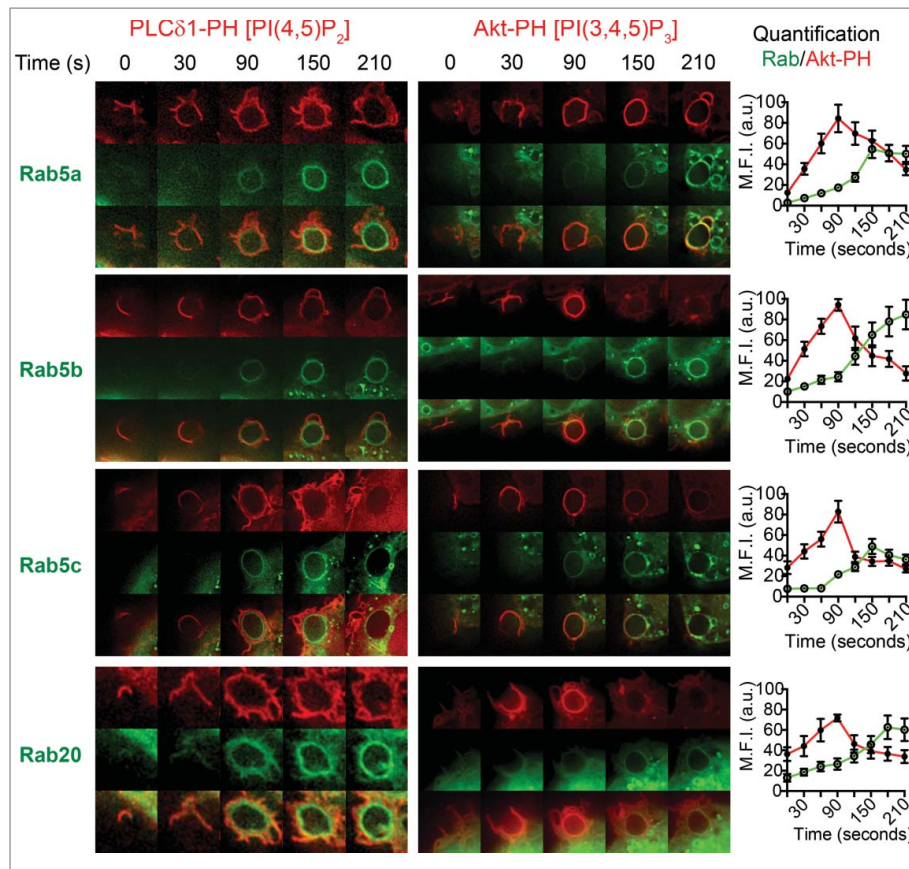 PLCδ1-PH [PI(4,5)P2]
Akt-PH [PI(3,4,5)P3]
Quantification
Rab/Akt-PH
Time (s) 0 30 90 150 210 0 30 90 150 210
Rab5a
M.F.I. (a.u.)
100
80
60
40
20
0
30 90 150 210
Time (seconds)
Rab5b
M.F.I. (a.u.)
100
80
60
40
20
0
30 90 150 210
Time (seconds)
Rab5c
M.F.I. (a.u.)
100
80
60
40
20
0
30 90 150 210
Time (seconds)
Rab20
M.F.I. (a.u.)
100
80
60
40
20
0
30 90 150 210
Time (seconds)